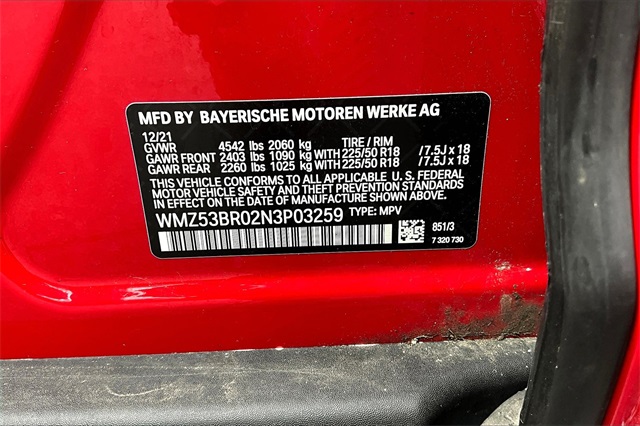 MFD BY BAYERISCHE MOTOREN WERKE AG
12/21
GVWR 4542 lbs 2060 kg TIRE / RIM
GAWR FRONT 2403 lbs 1090 kg WITH 225/50 R18 /7.5J x 18
GAWR REAR 2260 lbs 1025 kg WITH 225/50 R18 /7.5J x 18
THIS VEHICLE CONFORMS TO ALL APPLICABLE U. S. FEDERAL
MOTOR VEHICLE SAFETY AND THEFT PREVENTION STANDARDS
IN EFFECT ON THE DATE OF MANUFACTURE SHOWN ABOVE.
WMZ53BR02N3P03259 TYPE: MPV
851/3
7 320 730